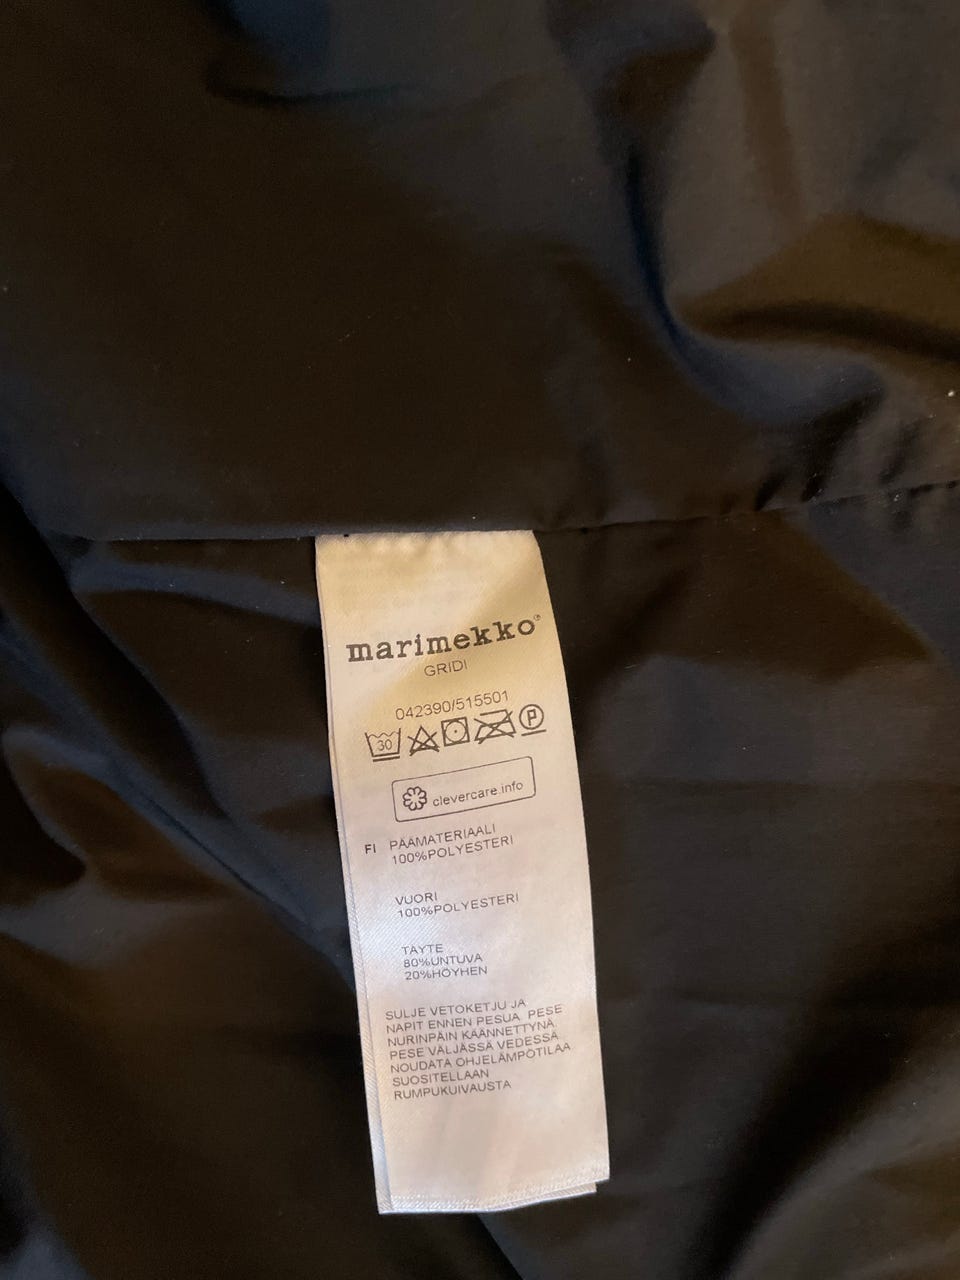 marimekko®
GRIDI
042390/515501
30 P
clevercare.info
FI PÄÄMATERIAALI
100%POLYESTERI
VUORI
100%POLYESTERI
TÄYTE
80%UNTUVA
20%HÖYHEN
SULJE VETOKETJU JA
NAPIT ENNEN PESUA. PESE
NURINPÄIN KÄÄNNETTYNÄ.
PESE VÄLJÄSSÄ VEDESSÄ
NOUDATA OHJELÄMPÖTILAA
SUOSITELLAAN
RUMPUKUIVAUSTA